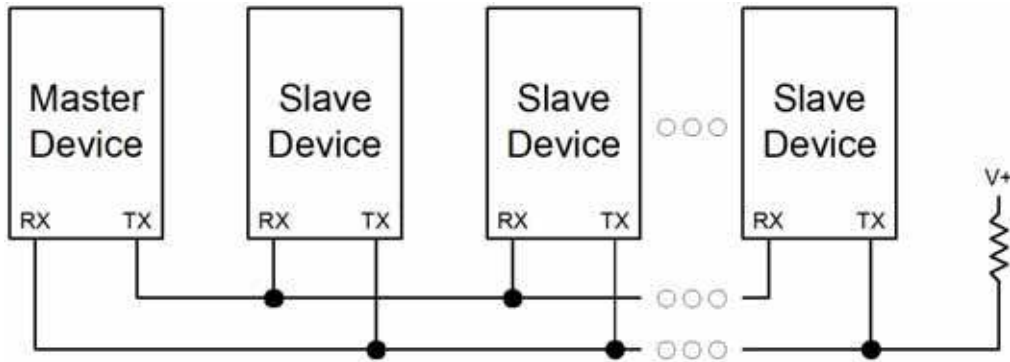 Master
Device
Slave
Device
Slave
Device
Slave
Device
V+
RX TX
RX TX
RX TX
RX TX